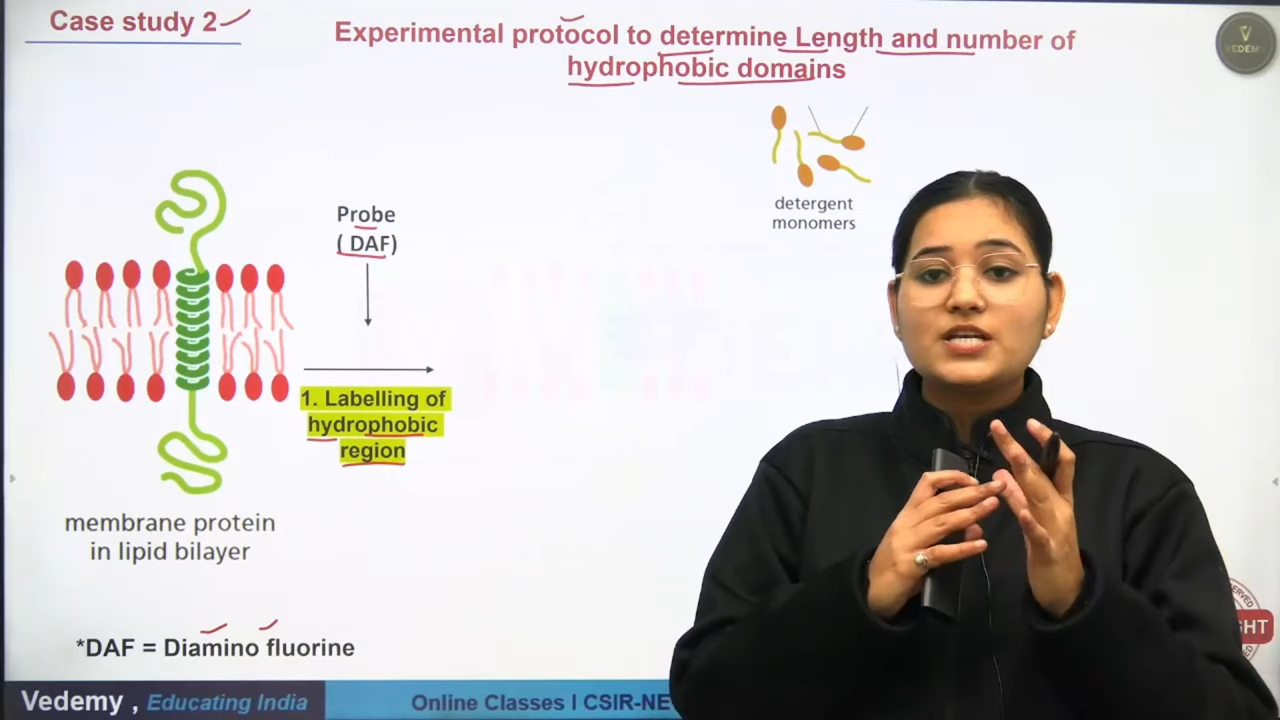 Case study 2
Experimental protocol to determine Length and number of
hydrophobic domains
VEDEMY
detergent
monomers
Probe
( DAF)
1. Labelling of
hydrophobic
region
membrane protein
in lipid bilayer
*DAF = Diamino fluorine
Vedemy , Educating India
Online Classes I CSIR-NE